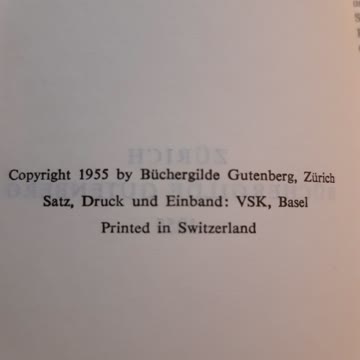 Copyright 1955 by Büchergilde Gutenberg, Zürich
Satz, Druck und Einband: VSK, Basel
Printed in Switzerland